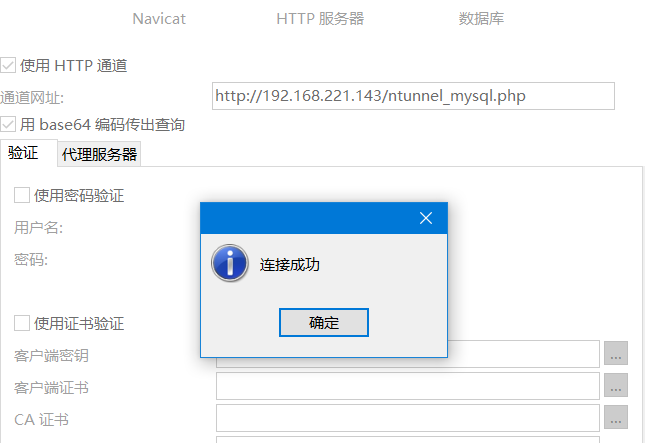 Navicat HTTP 服务器 数据库
使用 HTTP 通道
通道网址: http://192.168.221.143/ntunnel_mysql.php
用 base64 编码传出查询
验证 代理服务器
使用密码验证
用户名:
密码:
连接成功
确定
使用证书验证
客户端密钥 ...
客户端证书 ...
CA 证书 ...